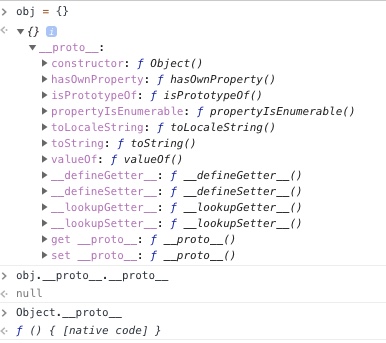 obj = {}
{} i
__proto__:
constructor: ƒ Object()
hasOwnProperty: ƒ hasOwnProperty()
isPrototypeOf: ƒ isPrototypeOf()
propertyIsEnumerable: ƒ propertyIsEnumerable()
toLocaleString: ƒ toLocaleString()
toString: ƒ toString()
valueOf: ƒ valueOf()
__defineGetter__: ƒ __defineGetter__()
__defineSetter__: ƒ __defineSetter__()
__lookupGetter__: ƒ __lookupGetter__()
__lookupSetter__: ƒ __lookupSetter__()
get __proto__: ƒ __proto__()
set __proto__: ƒ __proto__()
obj.__proto__.__proto__
null
Object.__proto__
ƒ () { [native code] }